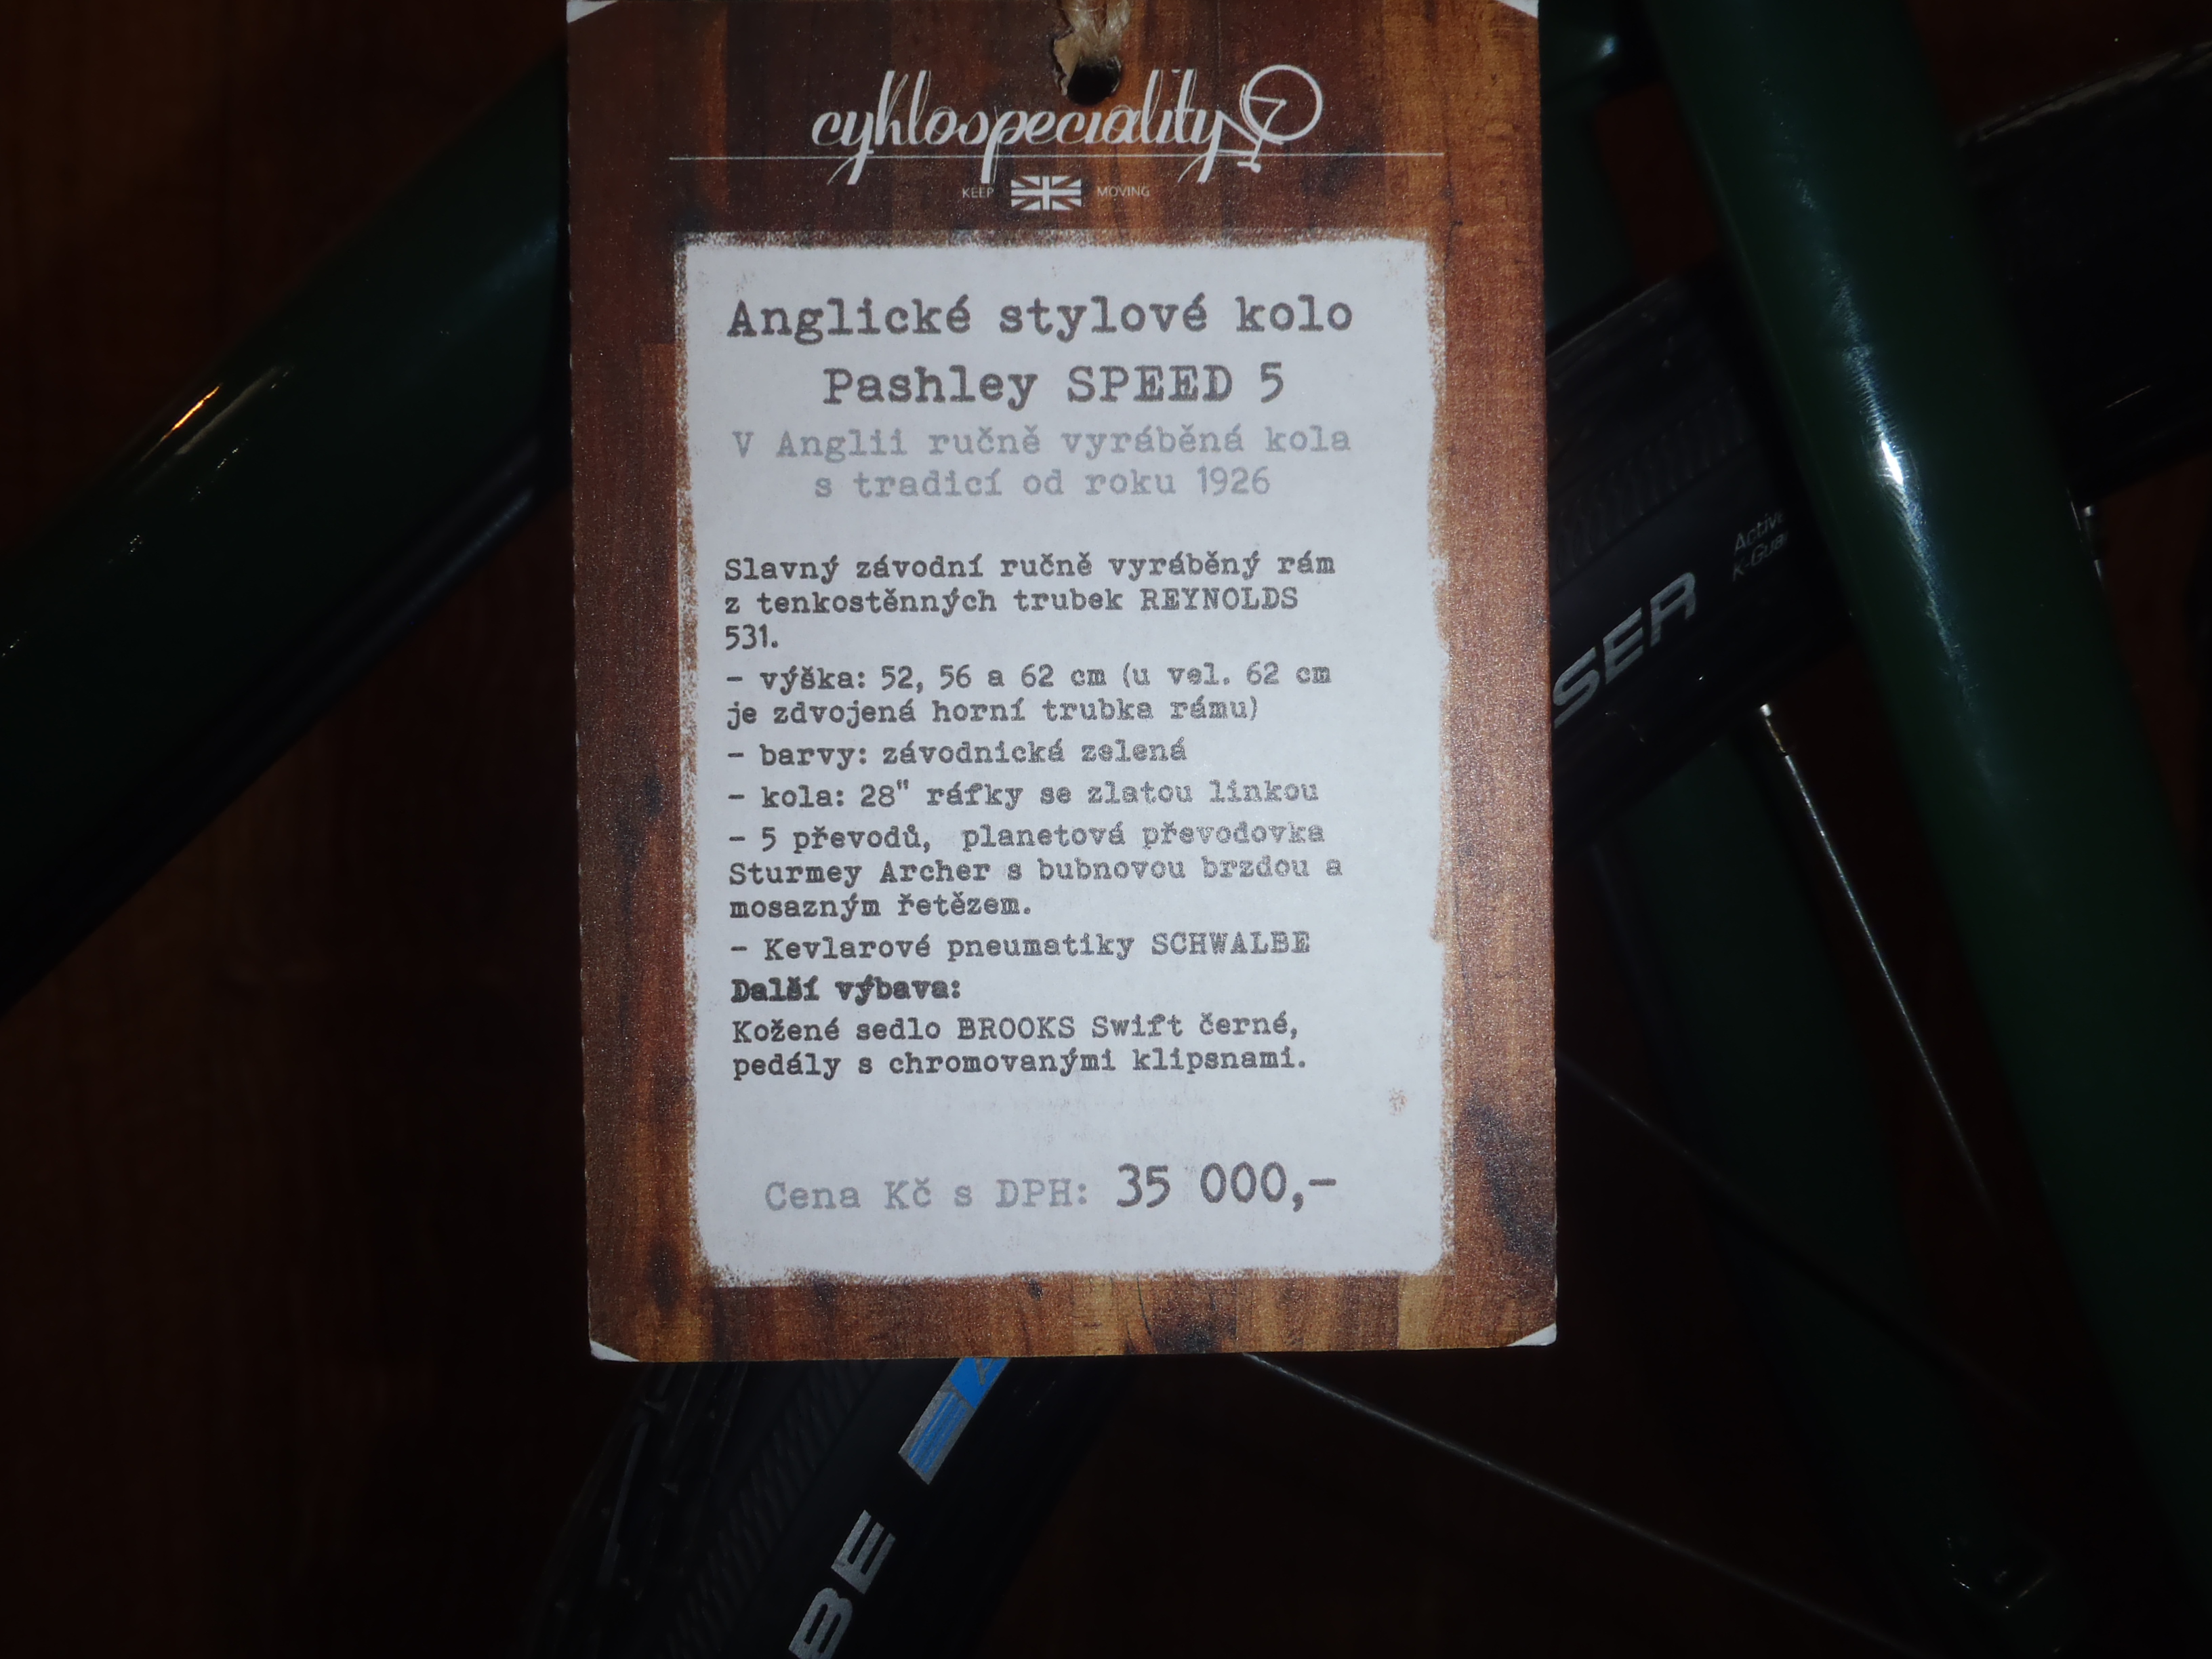 cyklospeciality
KEEP MOVING
Anglické stylové kolo
Pashley SPEED 5
V Anglii ručně vyráběná kola
s tradicí od roku 1926
Slavný závodní ručně vyráběný rám
z tenkostěnných trubek REYNOLDS
531.
- výška: 52, 56 a 62 cm (u vel. 62 cm
je zdvojená horní trubka rámu)
- barvy: závodnická zelená
- kola: 28" ráfky se zlatou linkou
- 5 převodů, planetová převodovka
Sturmey Archer s bubnovou brzdou a
mosazným řetězem.
- Kevlarové pneumatiky SCHWALBE
Další výbava:
Kožené sedlo BROOKS Swift černé,
pedály s chromovanými klipsnami.
Cena Kč s DPH: 35 000,-
Activ
K-Gua
SER
BE